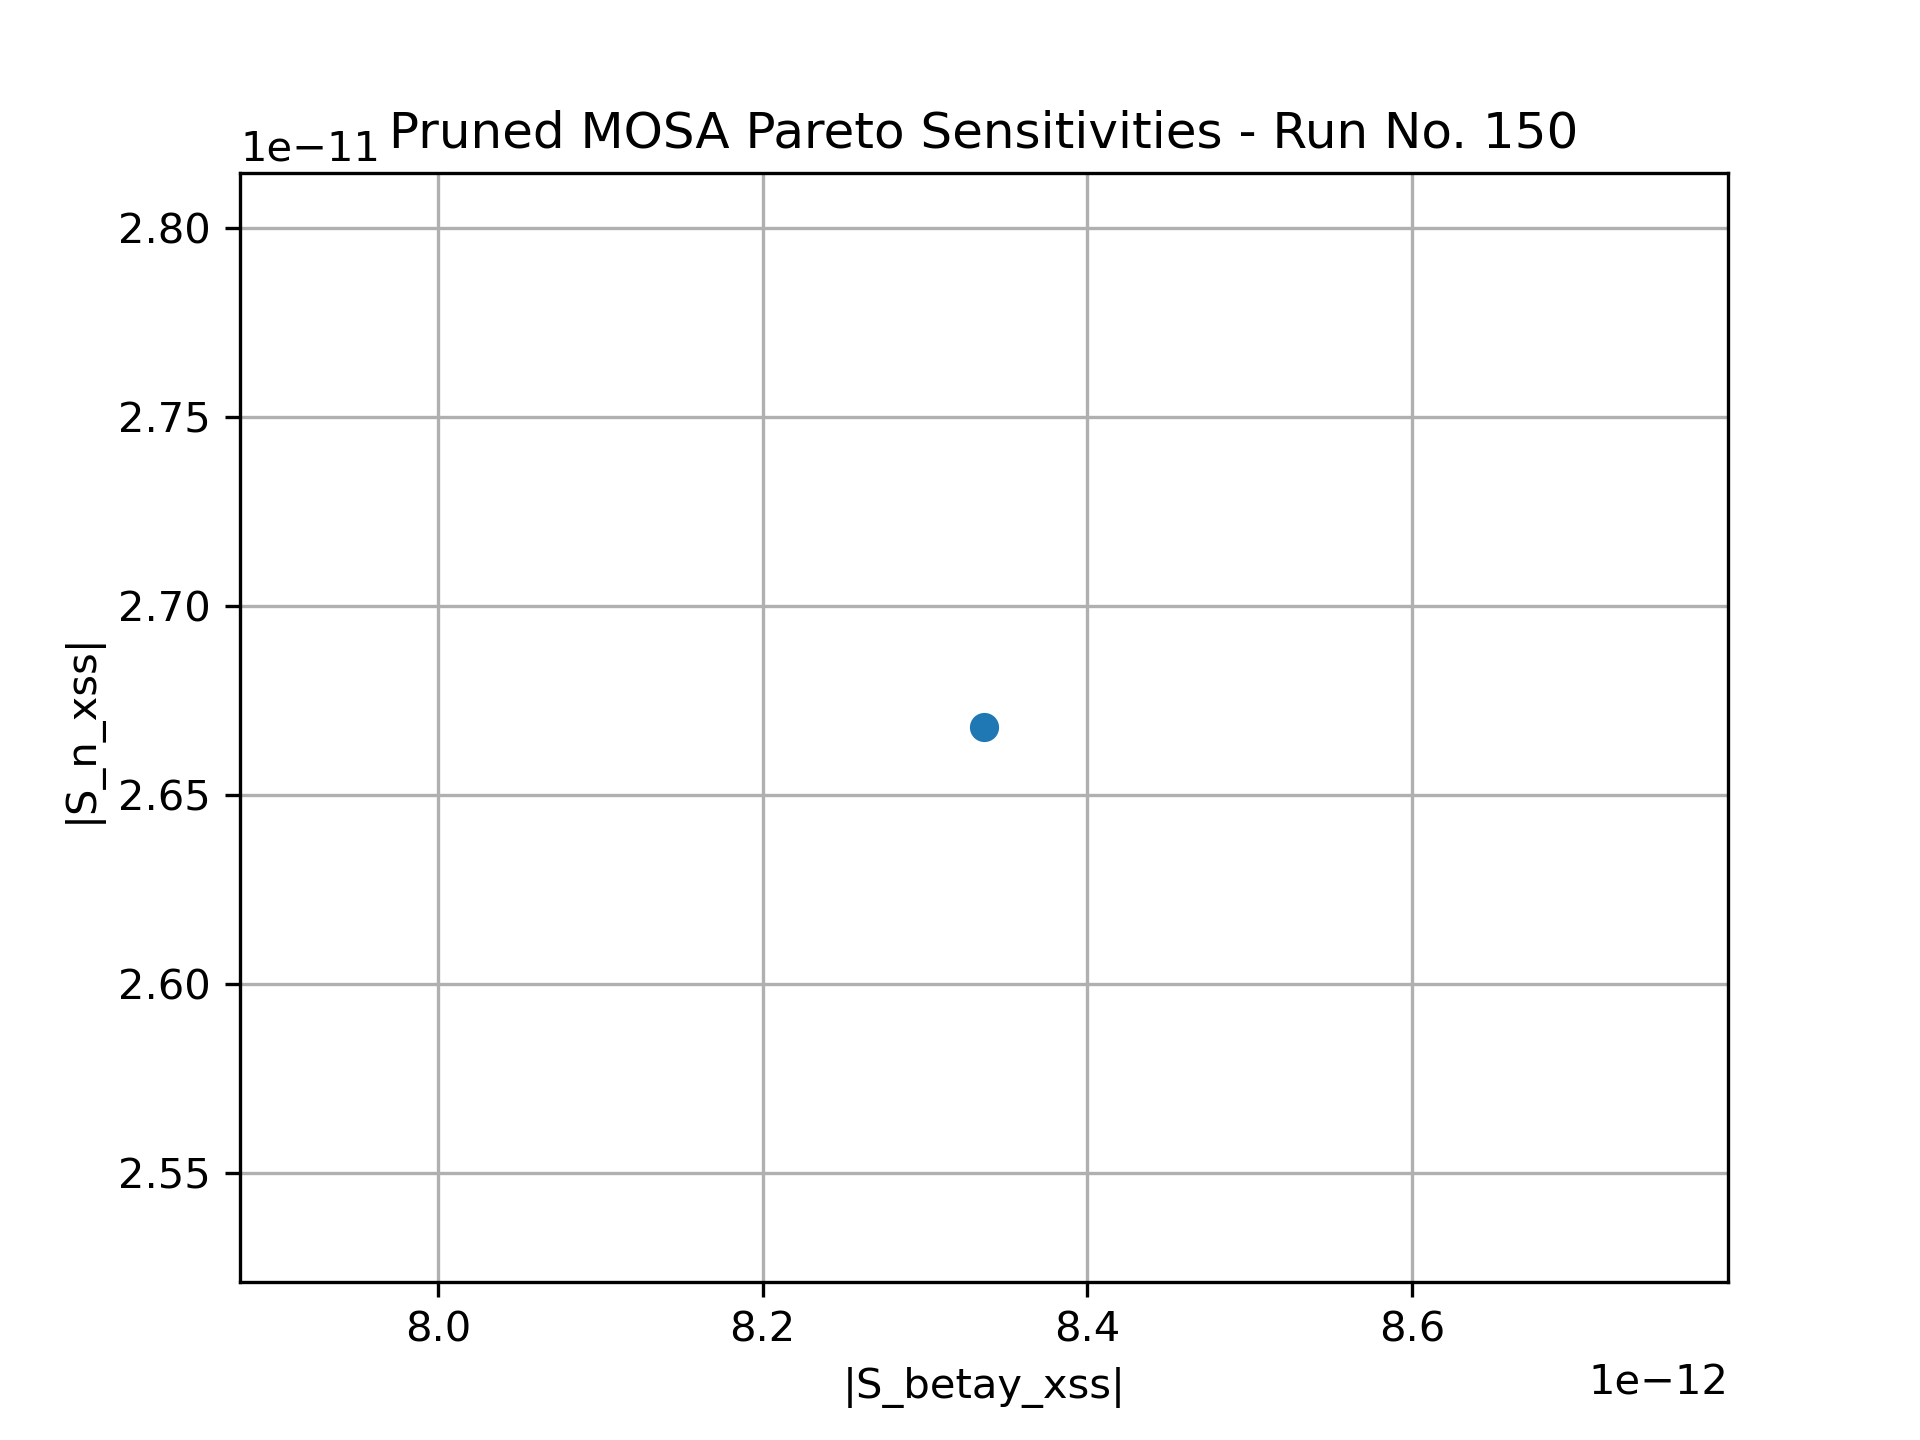 Pruned MOSA Pareto Sensitivities - Run No. 150
1e−11
2.80
2.75
2.70
2.65
2.60
2.55
|S_n_xss|
8.0 8.2 8.4 8.6
|S_betay_xss|
1e−12